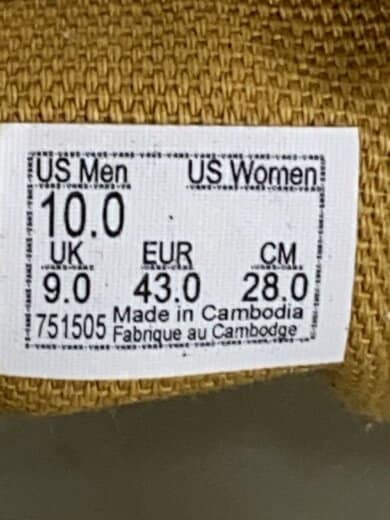 US Men US Women
10.0
UK EUR CM
9.0 43.0 28.0
751505 Made in Cambodia
Fabrique au Cambodge